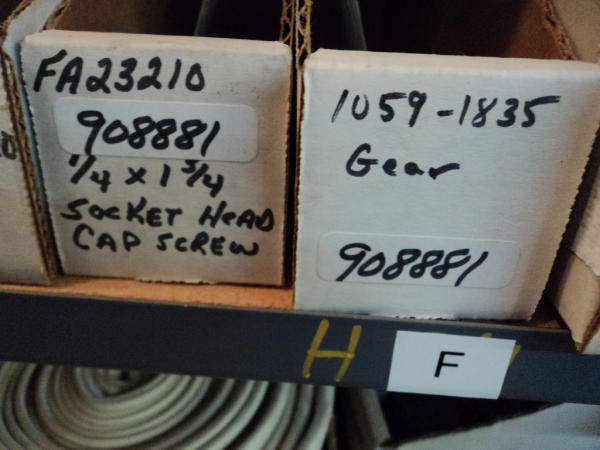 FA23210
908881
1/4 x 1 3/4
SOCKET HEAD
CAP SCREW
1059-1835
Gear
908881
H
F